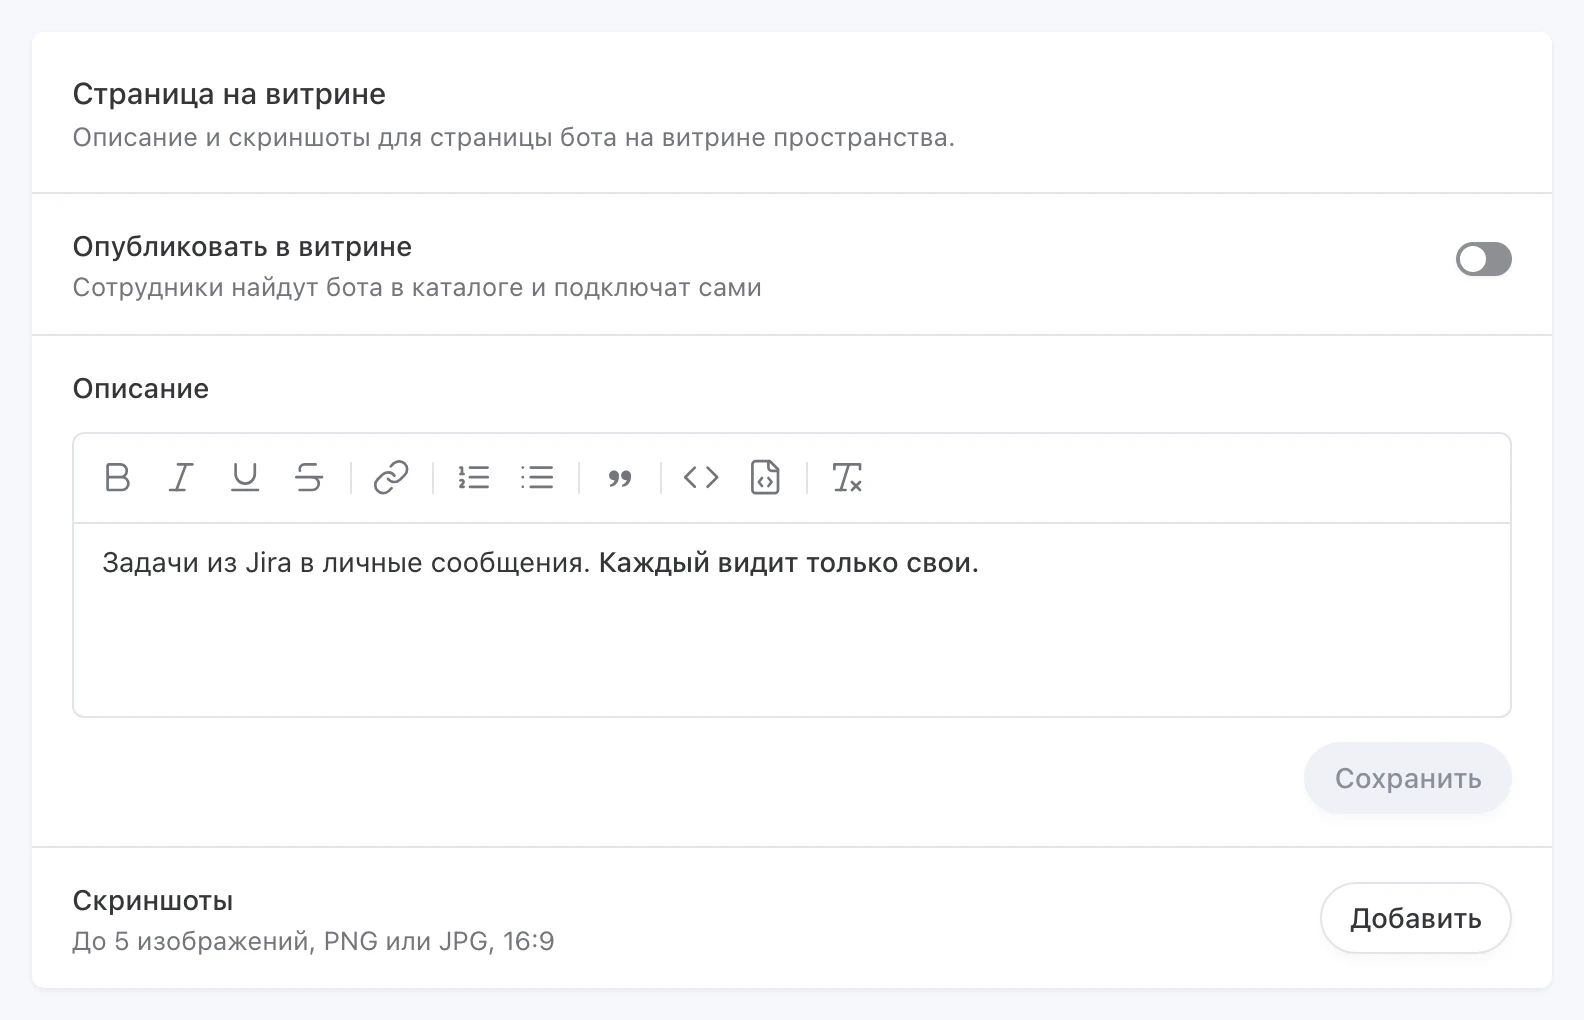 Страница на витрине
Описание и скриншоты для страницы бота на витрине пространства.
Опубликовать в витрине
Сотрудники найдут бота в каталоге и подключат сами
Описание
Задачи из Jira в личные сообщения. Каждый видит только свои.
Сохранить
Скриншоты
До 5 изображений, PNG или JPG, 16:9
Добавить